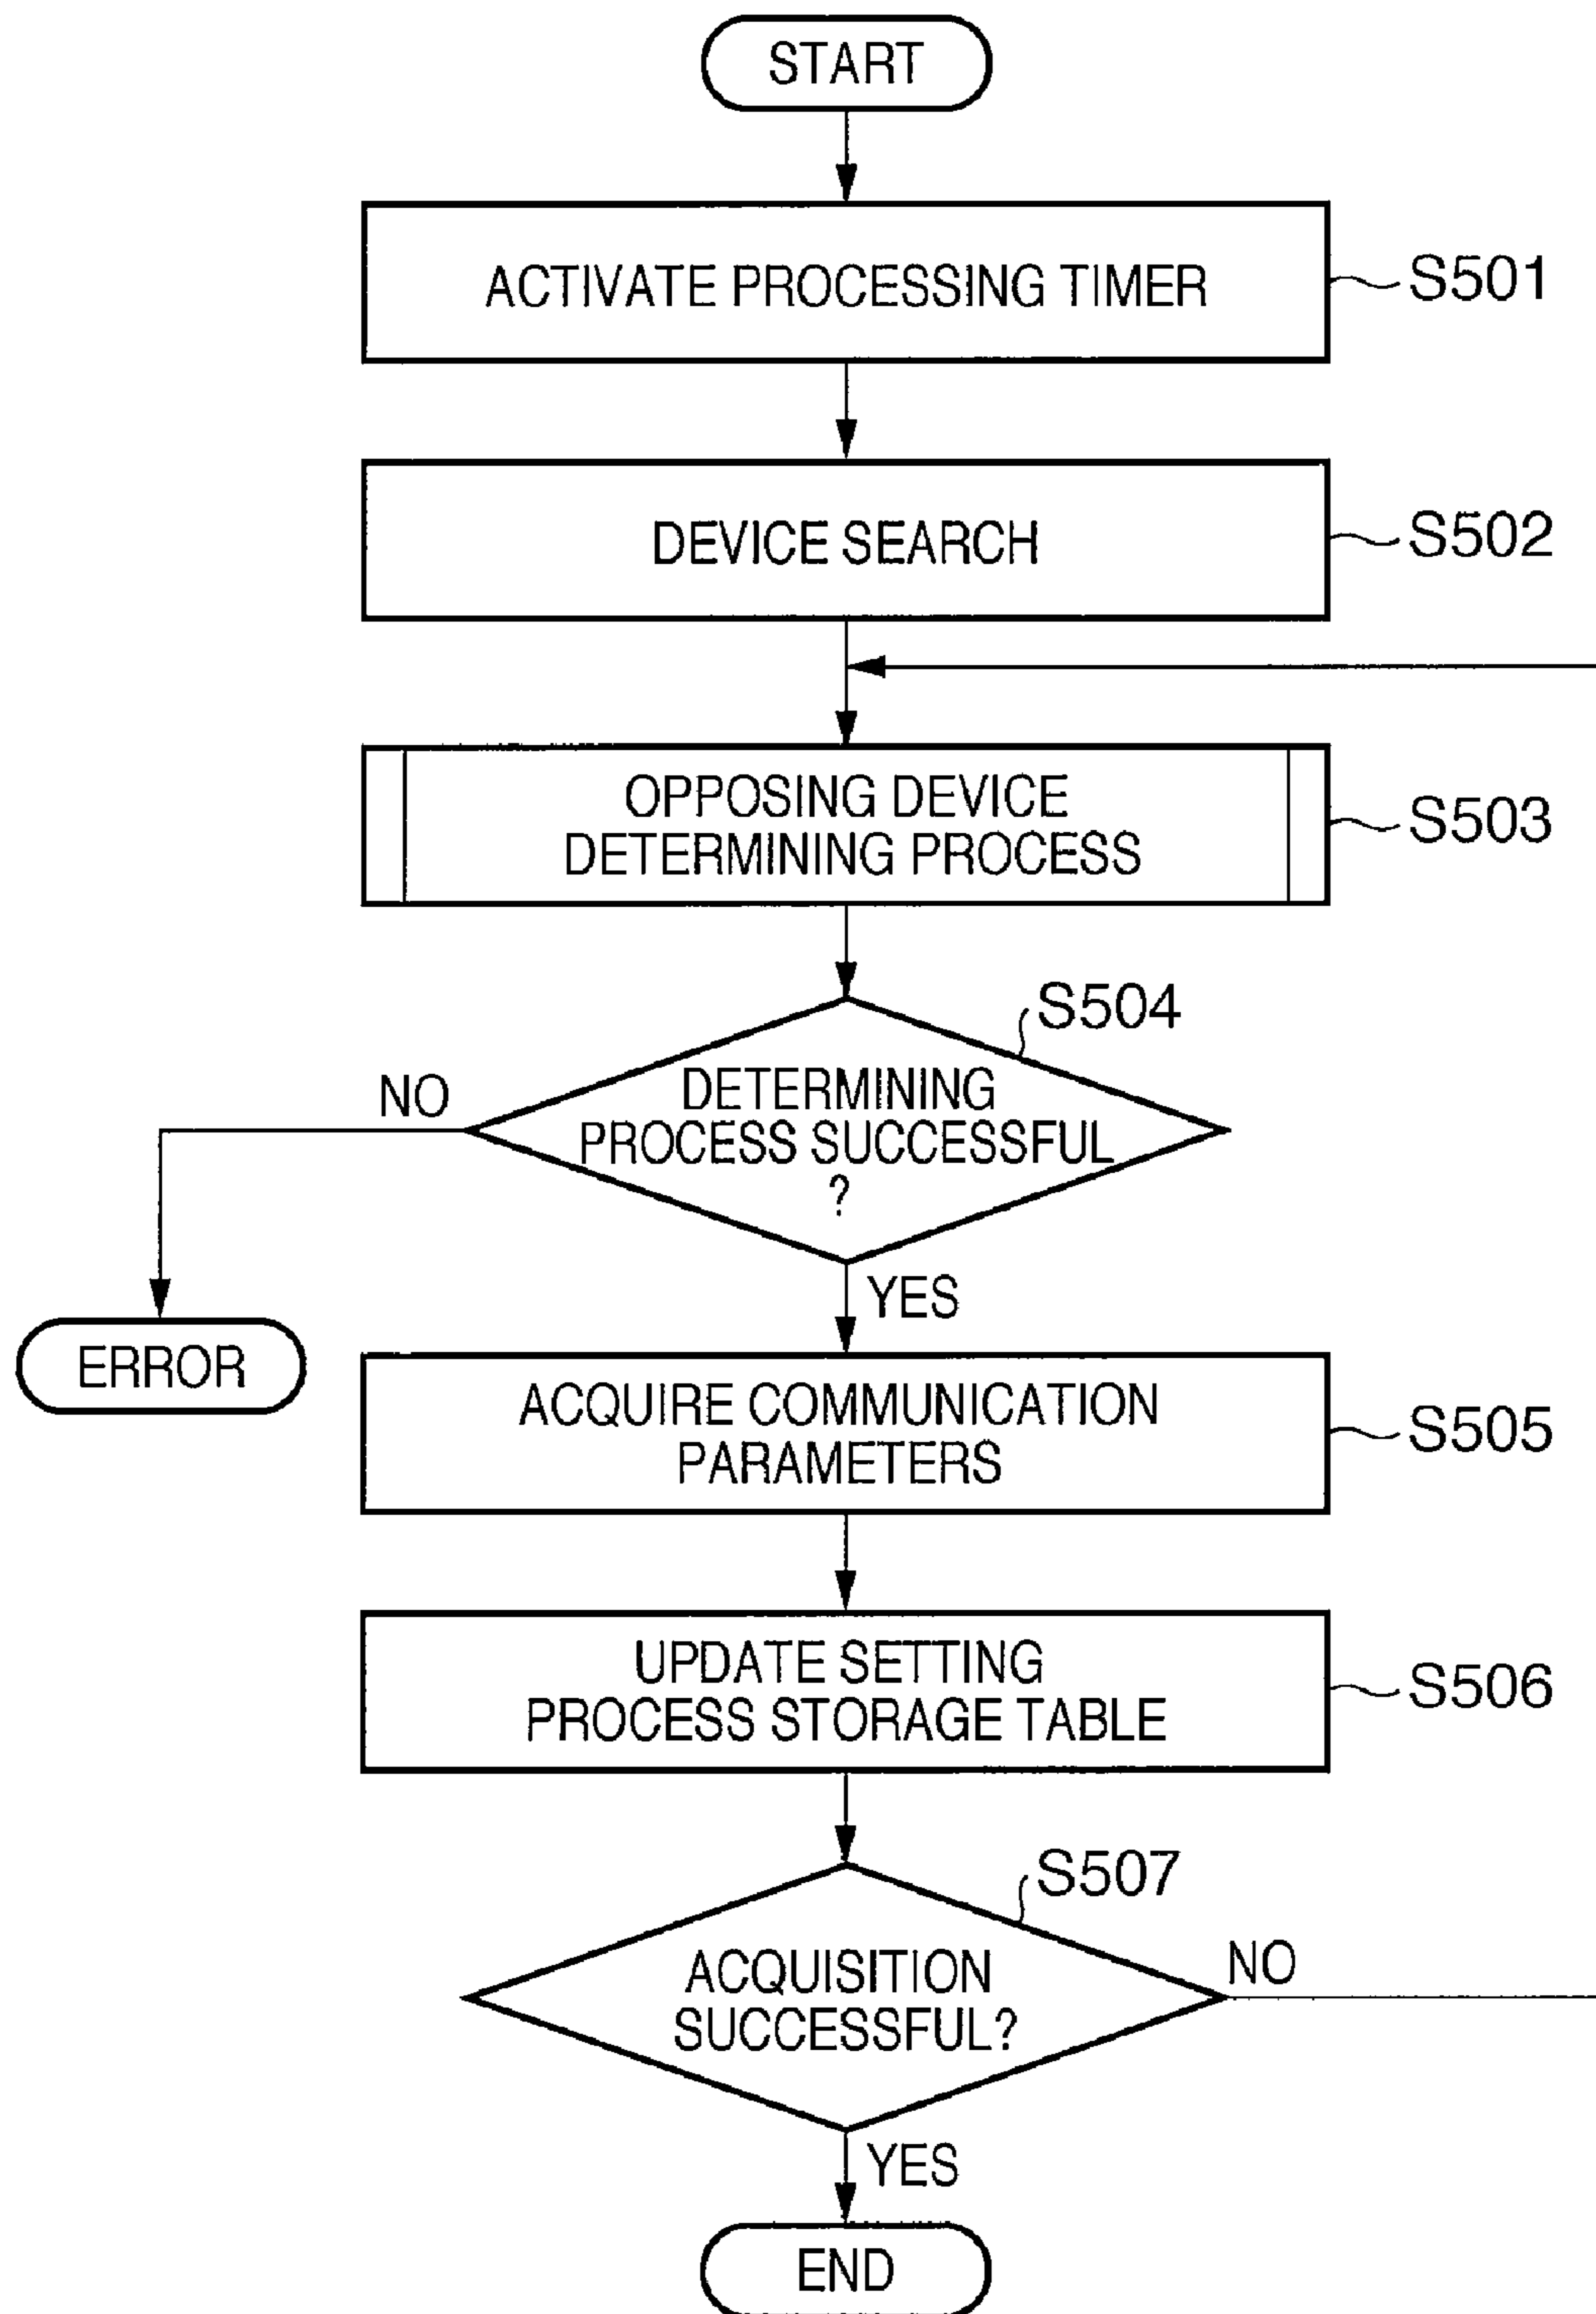 START
ACTIVATE PROCESSING TIMER
S501
DEVICE SEARCH
S502
OPPOSING DEVICE
DETERMINING PROCESS
S503
S504
DETERMINING
PROCESS SUCCESSFUL
?
NO
YES
ERROR
ACQUIRE COMMUNICATION
PARAMETERS
S505
UPDATE SETTING
PROCESS STORAGE TABLE
S506
S507
ACQUISITION
SUCCESSFUL?
NO
YES
END